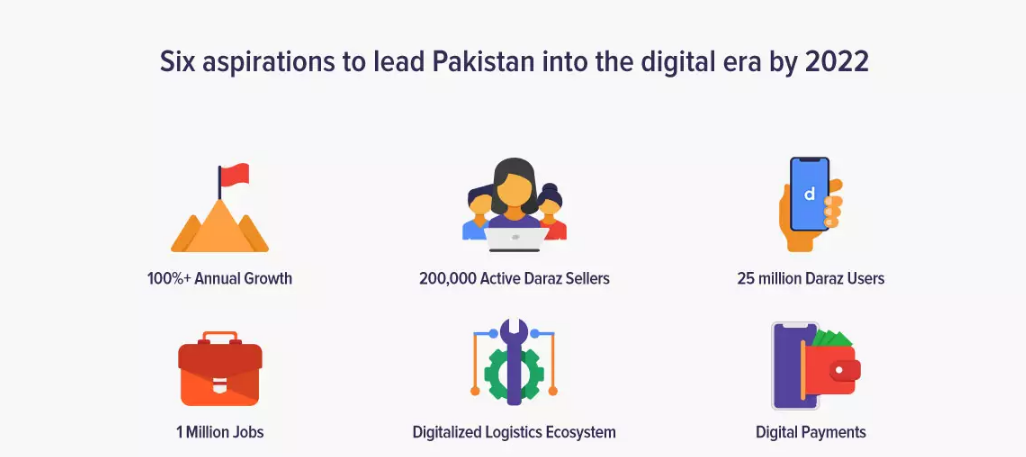 Six aspirations to lead Pakistan into the digital era by 2022
d
100%+ Annual Growth
200,000 Active Daraz Sellers
25 million Daraz Users
1 Million Jobs
Digitalized Logistics Ecosystem
Digital Payments